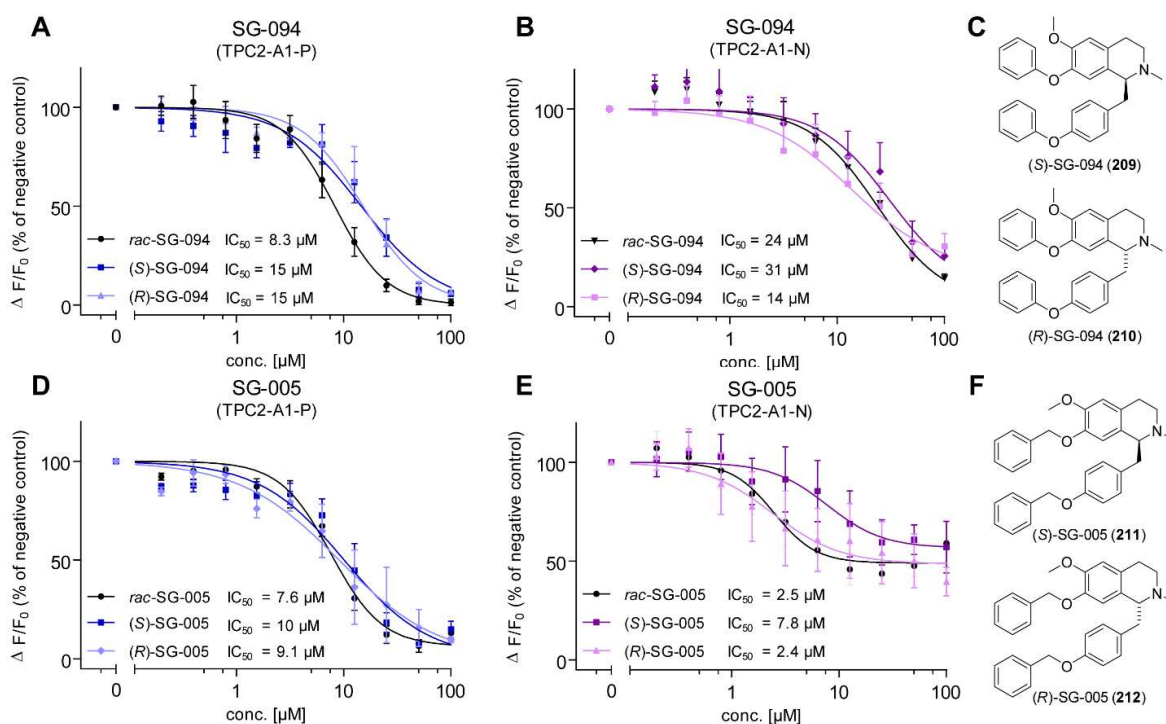 A
SG-094
(TPC2-A1-P)
Δ F/F0 (% of negative control)
100
50
0
rac-SG-094 IC50 = 8.3 µM
(S)-SG-094 IC50 = 15 µM
(R)-SG-094 IC50 = 15 µM
0 1 10 100
conc. [µM]
B
SG-094
(TPC2-A1-N)
Δ F/F0 (% of negative control)
100
50
0
rac-SG-094 IC50 = 24 µM
(S)-SG-094 IC50 = 31 µM
(R)-SG-094 IC50 = 14 µM
0 1 10 100
conc. [µM]
C
O
O
N
O
(S)-SG-094 (209)
O
O
N
O
(R)-SG-094 (210)
D
SG-005
(TPC2-A1-P)
Δ F/F0 (% of negative control)
100
50
0
rac-SG-005 IC50 = 7.6 µM
(S)-SG-005 IC50 = 10 µM
(R)-SG-005 IC50 = 9.1 µM
0 1 10 100
conc. [µM]
E
SG-005
(TPC2-A1-N)
Δ F/F0 (% of negative control)
100
50
0
rac-SG-005 IC50 = 2.5 µM
(S)-SG-005 IC50 = 7.8 µM
(R)-SG-005 IC50 = 2.4 µM
0 1 10 100
conc. [µM]
F
O
O
N
O
(S)-SG-005 (211)
O
O
N
O
(R)-SG-005 (212)